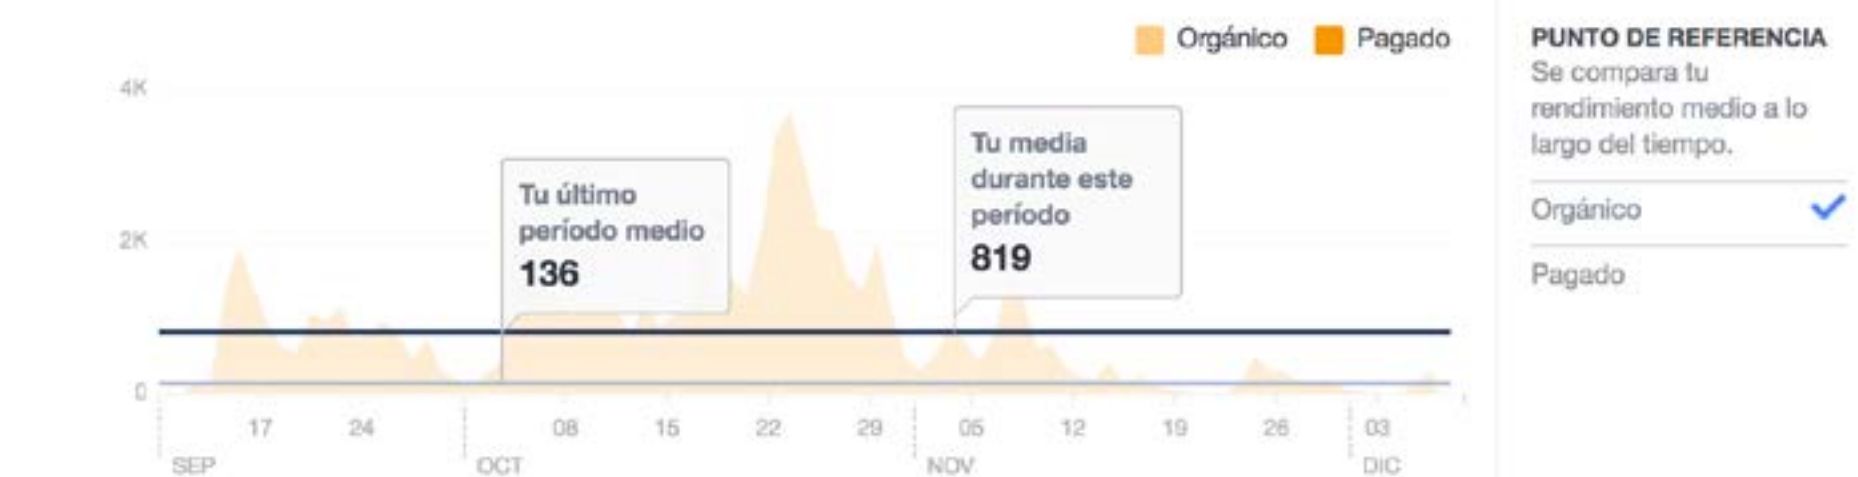 Orgánico Pagado
4K
2K
0
Tu último
período medio
136
Tu media
durante este
período
819
17 24 08 15 22 29 05 12 19 26 03
SEP OCT NOV DIC
PUNTO DE REFERENCIA
Se compara tu
rendimiento medio a lo
largo del tiempo.
Orgánico
Pagado